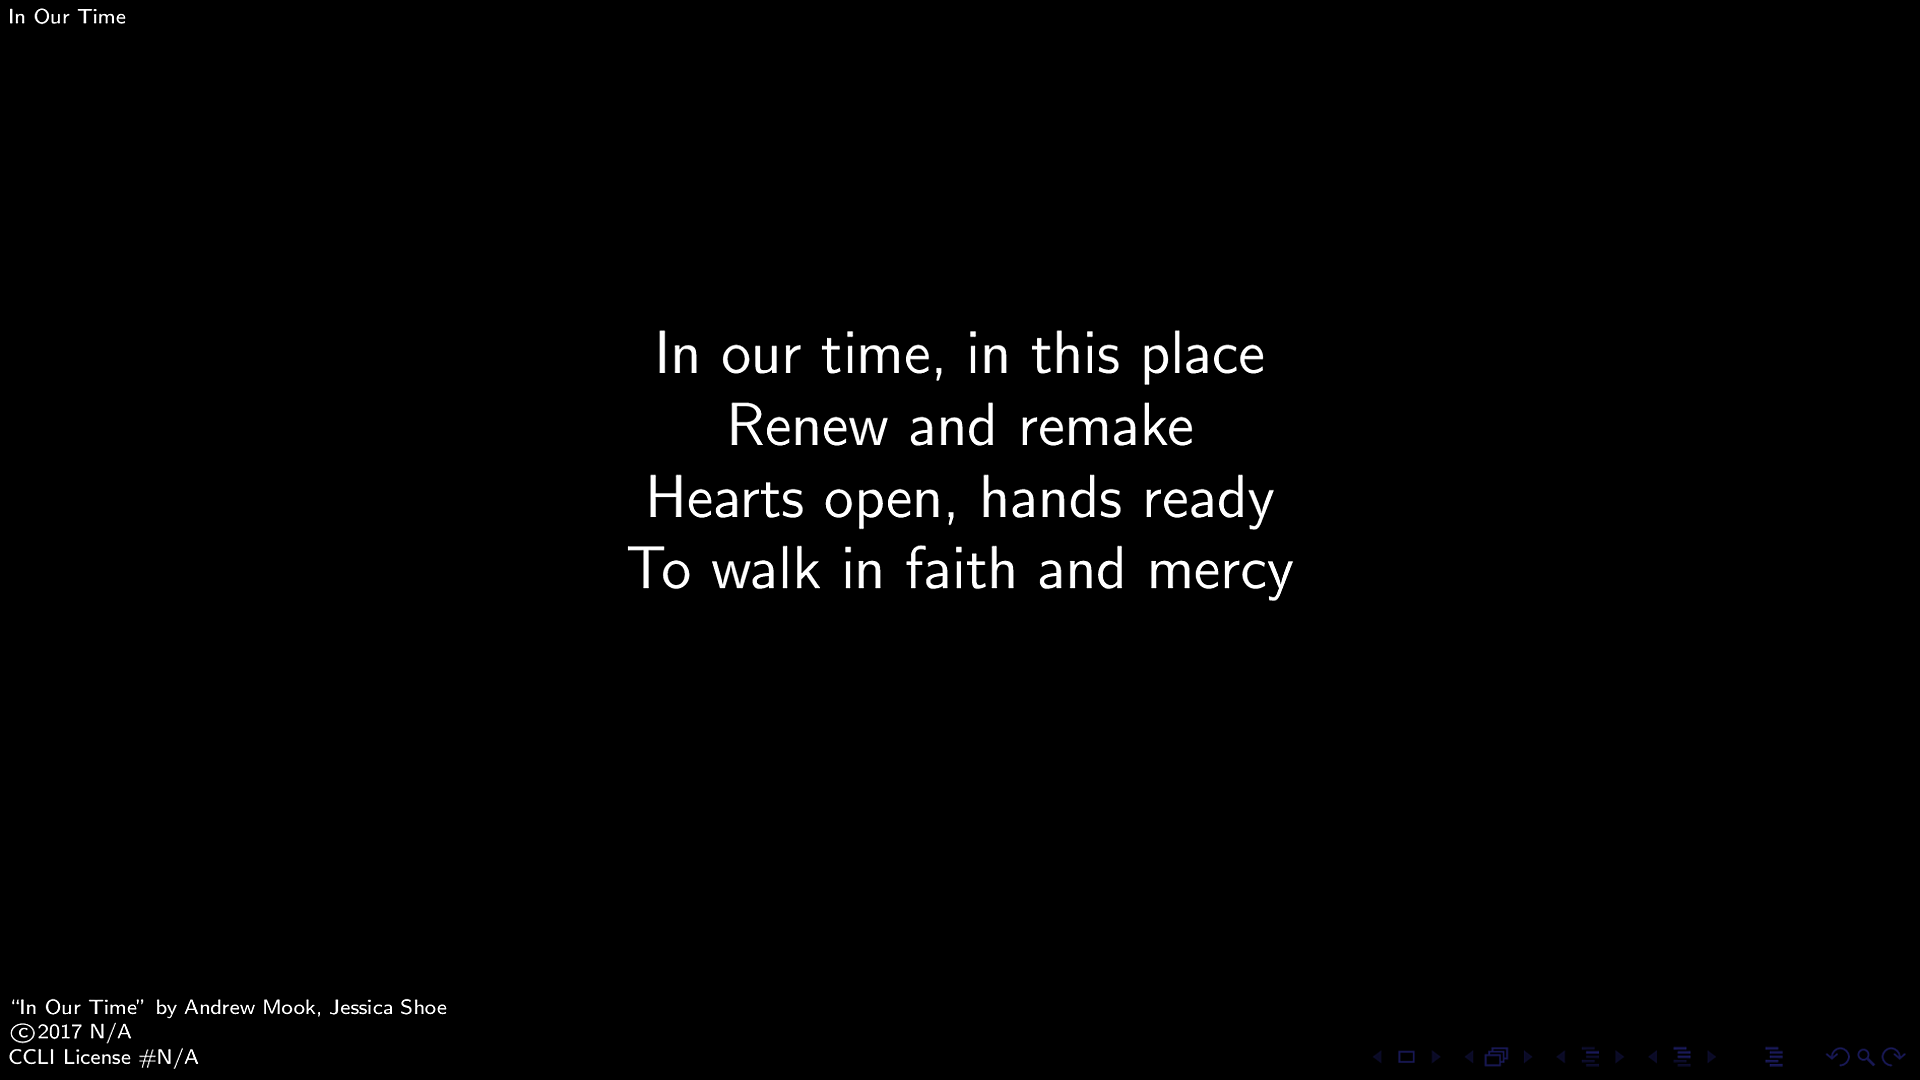 In Our Time
In our time, in this place
Renew and remake
Hearts open, hands ready
To walk in faith and mercy
“In Our Time” by Andrew Mook, Jessica Shoe
©2017 N/A
CCLI License #N/A